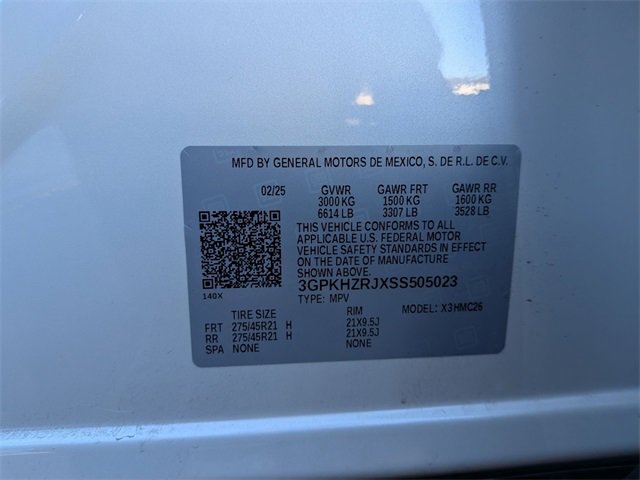 MFD BY GENERAL MOTORS DE MEXICO, S. DE R.L. DE C.V.
02/25 GVWR GAWR FRT GAWR RR
3000 KG 1500 KG 1600 KG
6614 LB 3307 LB 3528 LB
THIS VEHICLE CONFORMS TO ALL
APPLICABLE U.S. FEDERAL MOTOR
VEHICLE SAFETY STANDARDS IN EFFECT
ON THE DATE OF MANUFACTURE
SHOWN ABOVE.
3GPKHZRJXSS505023
140X TYPE: MPV MODEL: X3HMC26
TIRE SIZE RIM
FRT 275/45R21 H 21X9.5J
RR 275/45R21 H 21X9.5J
SPA NONE NONE